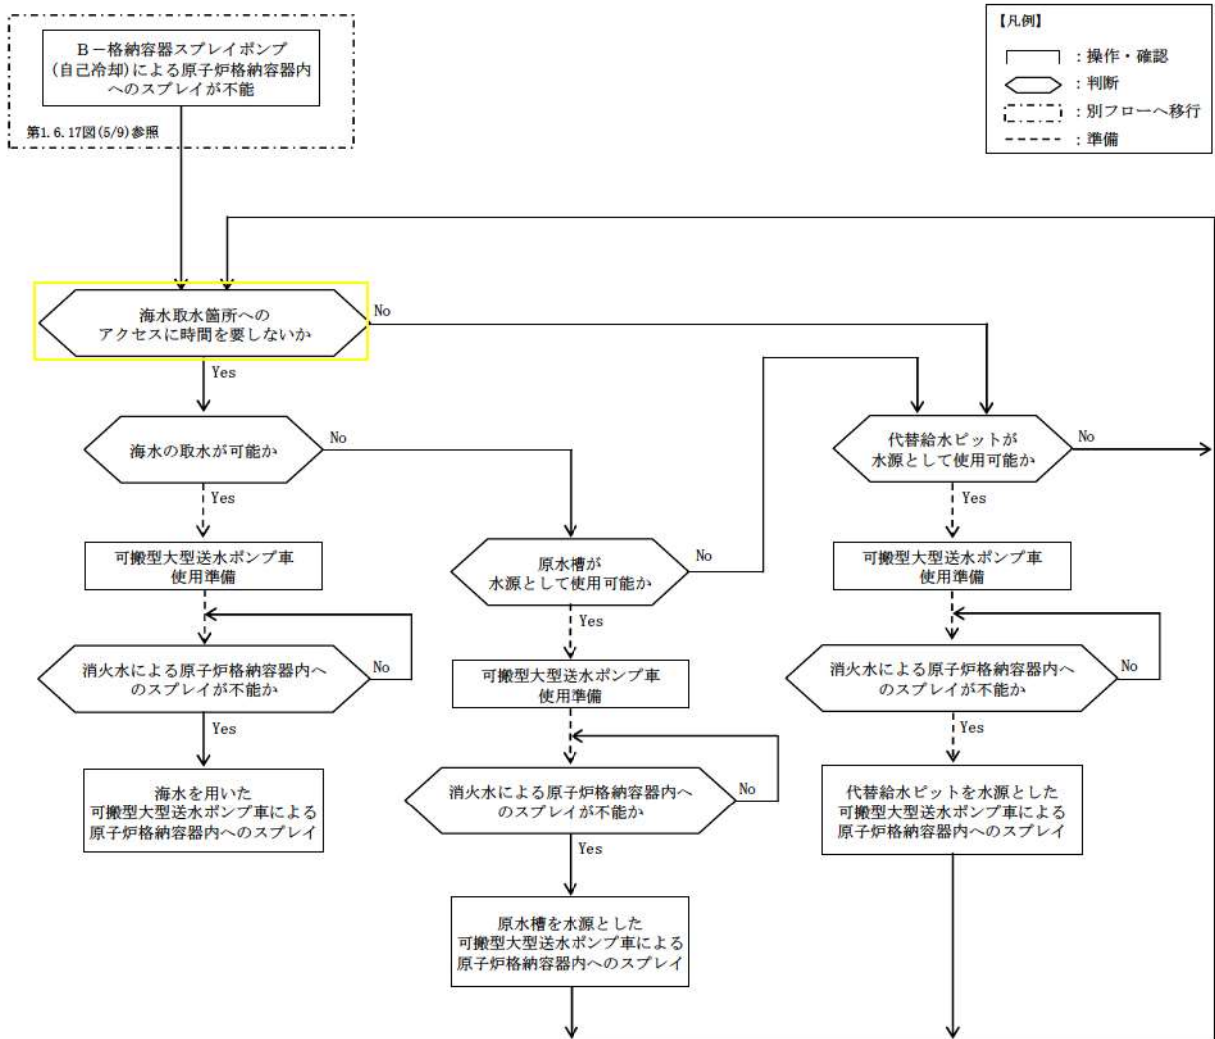 B－格納容器スプレイポンプ
(自己冷却)による原子炉格納容器内
へのスプレイが不能
第1.6.17図(5/9)参照
【凡例】
：操作・確認
：判断
：別フローへ移行
：準備
海水取水箇所への
アクセスに時間を要しないか
No
Yes
海水の取水が可能か
No
Yes
代替給水ピットが
水源として使用可能か
No
Yes
可搬型大型送水ポンプ車
使用準備
原水槽が
水源として使用可能か
No
Yes
可搬型大型送水ポンプ車
使用準備
消火水による原子炉格納容器内へ
のスプレイが不能か
No
Yes
可搬型大型送水ポンプ車
使用準備
消火水による原子炉格納容器内へ
のスプレイが不能か
No
Yes
海水を用いた
可搬型大型送水ポンプ車による
原子炉格納容器内へのスプレイ
消火水による原子炉格納容器内へ
のスプレイが不能か
No
Yes
代替給水ピットを水源とした
可搬型大型送水ポンプ車による
原子炉格納容器内へのスプレイ
原水槽を水源とした
可搬型大型送水ポンプ車による
原子炉格納容器内へのスプレイ